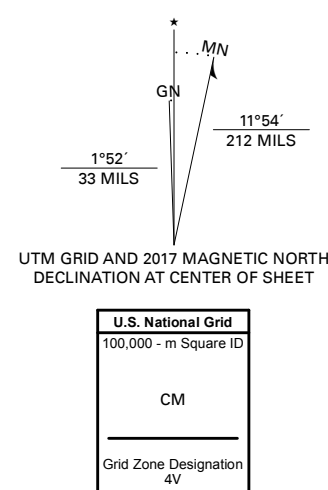 ★
MN
GN
11°54´
212 MILS
1°52´
33 MILS
UTM GRID AND 2017 MAGNETIC NORTH
DECLINATION AT CENTER OF SHEET
U.S. National Grid
100,000 - m Square ID
CM
Grid Zone Designation
4V